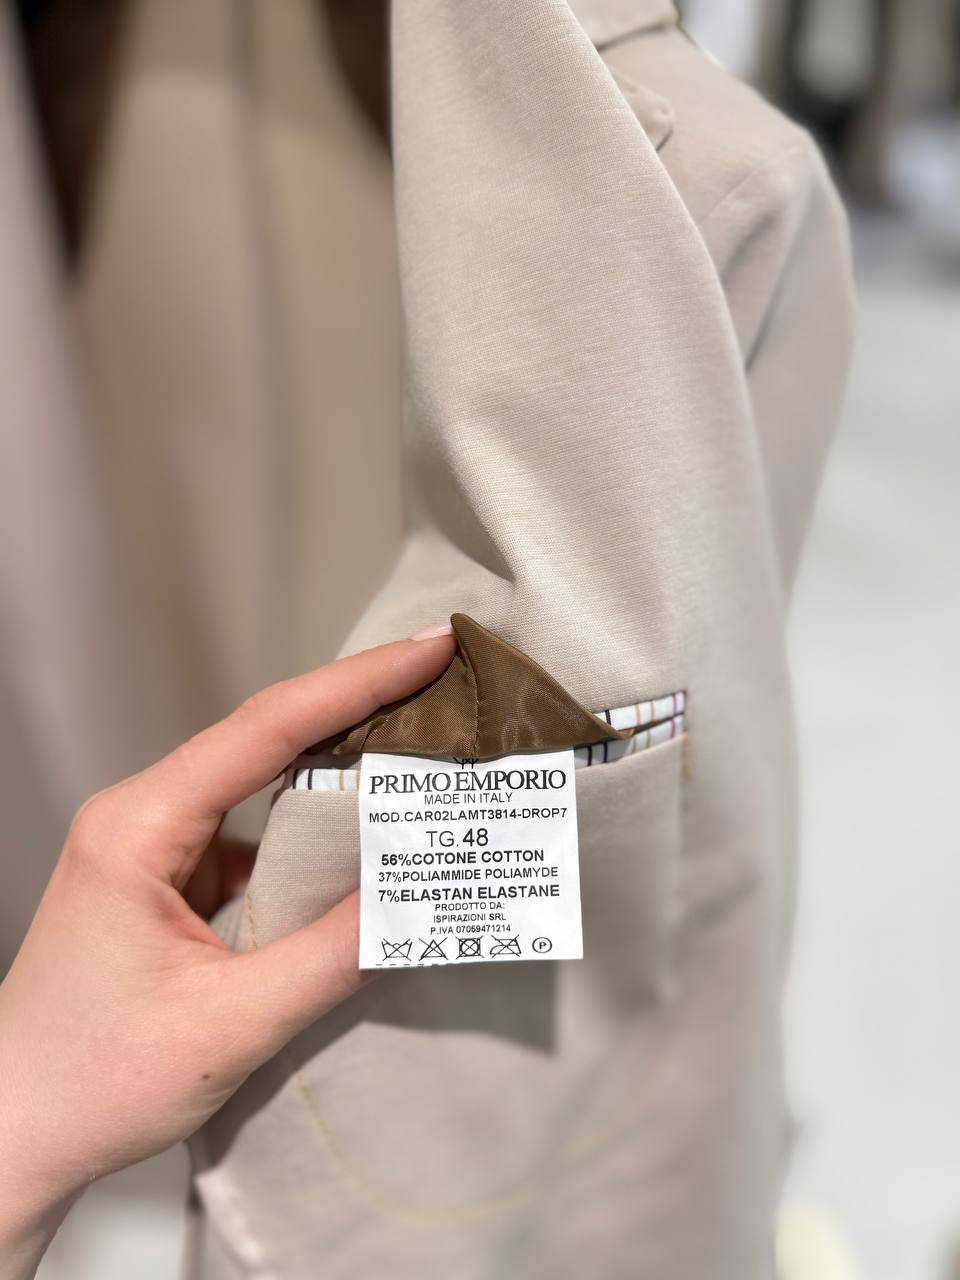 PRIMO EMPORIO
MADE IN ITALY
MOD.CAR02LAMT3814-DROP7
TG.48
56%COTONE COTTON
37%POLIAMMIDE POLIAMYDE
7%ELASTAN ELASTANE
PRODOTTO DA:
ISPIRAZIONI SRL
P.IVA 07059471214
P